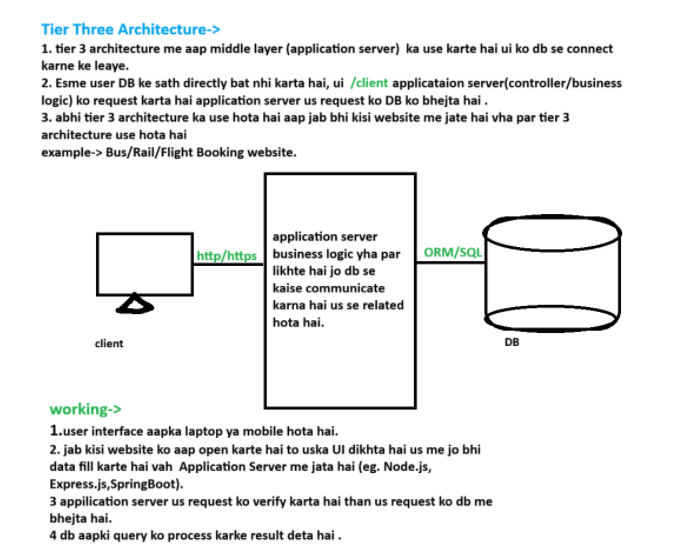 Tier Three Architecture->
1. tier 3 architecture me aap middle layer (application server) ka use karte hai ui ko db se connect
karne ke leaye.
2. Esme user DB ke sath directly bat nhi karta hai, ui /client applicataion server(controller/business
logic) ko request karta hai application server us request ko DB ko bhejta hai .
3. abhi tier 3 architecture ka use hota hai aap jab bhi kisi website me jate hai vha par tier 3
architecture use hota hai
example-> Bus/Rail/Flight Booking website.
http/https
application server
business logic yha par
likhte hai jo db se
kaise communicate
karna hai us se related
hota hai.
ORM/SQL
client
DB
working->
1.user interface aapka laptop ya mobile hota hai.
2. jab kisi website ko aap open karte hai to uska UI dikhta hai us me jo bhi
data fill karte hai vah Application Server me jata hai (eg. Node.js,
Express.js,SpringBoot).
3 appilication server us request ko verify karta hai than us request ko db me
bhejta hai.
4 db aapki query ko process karke result deta hai .